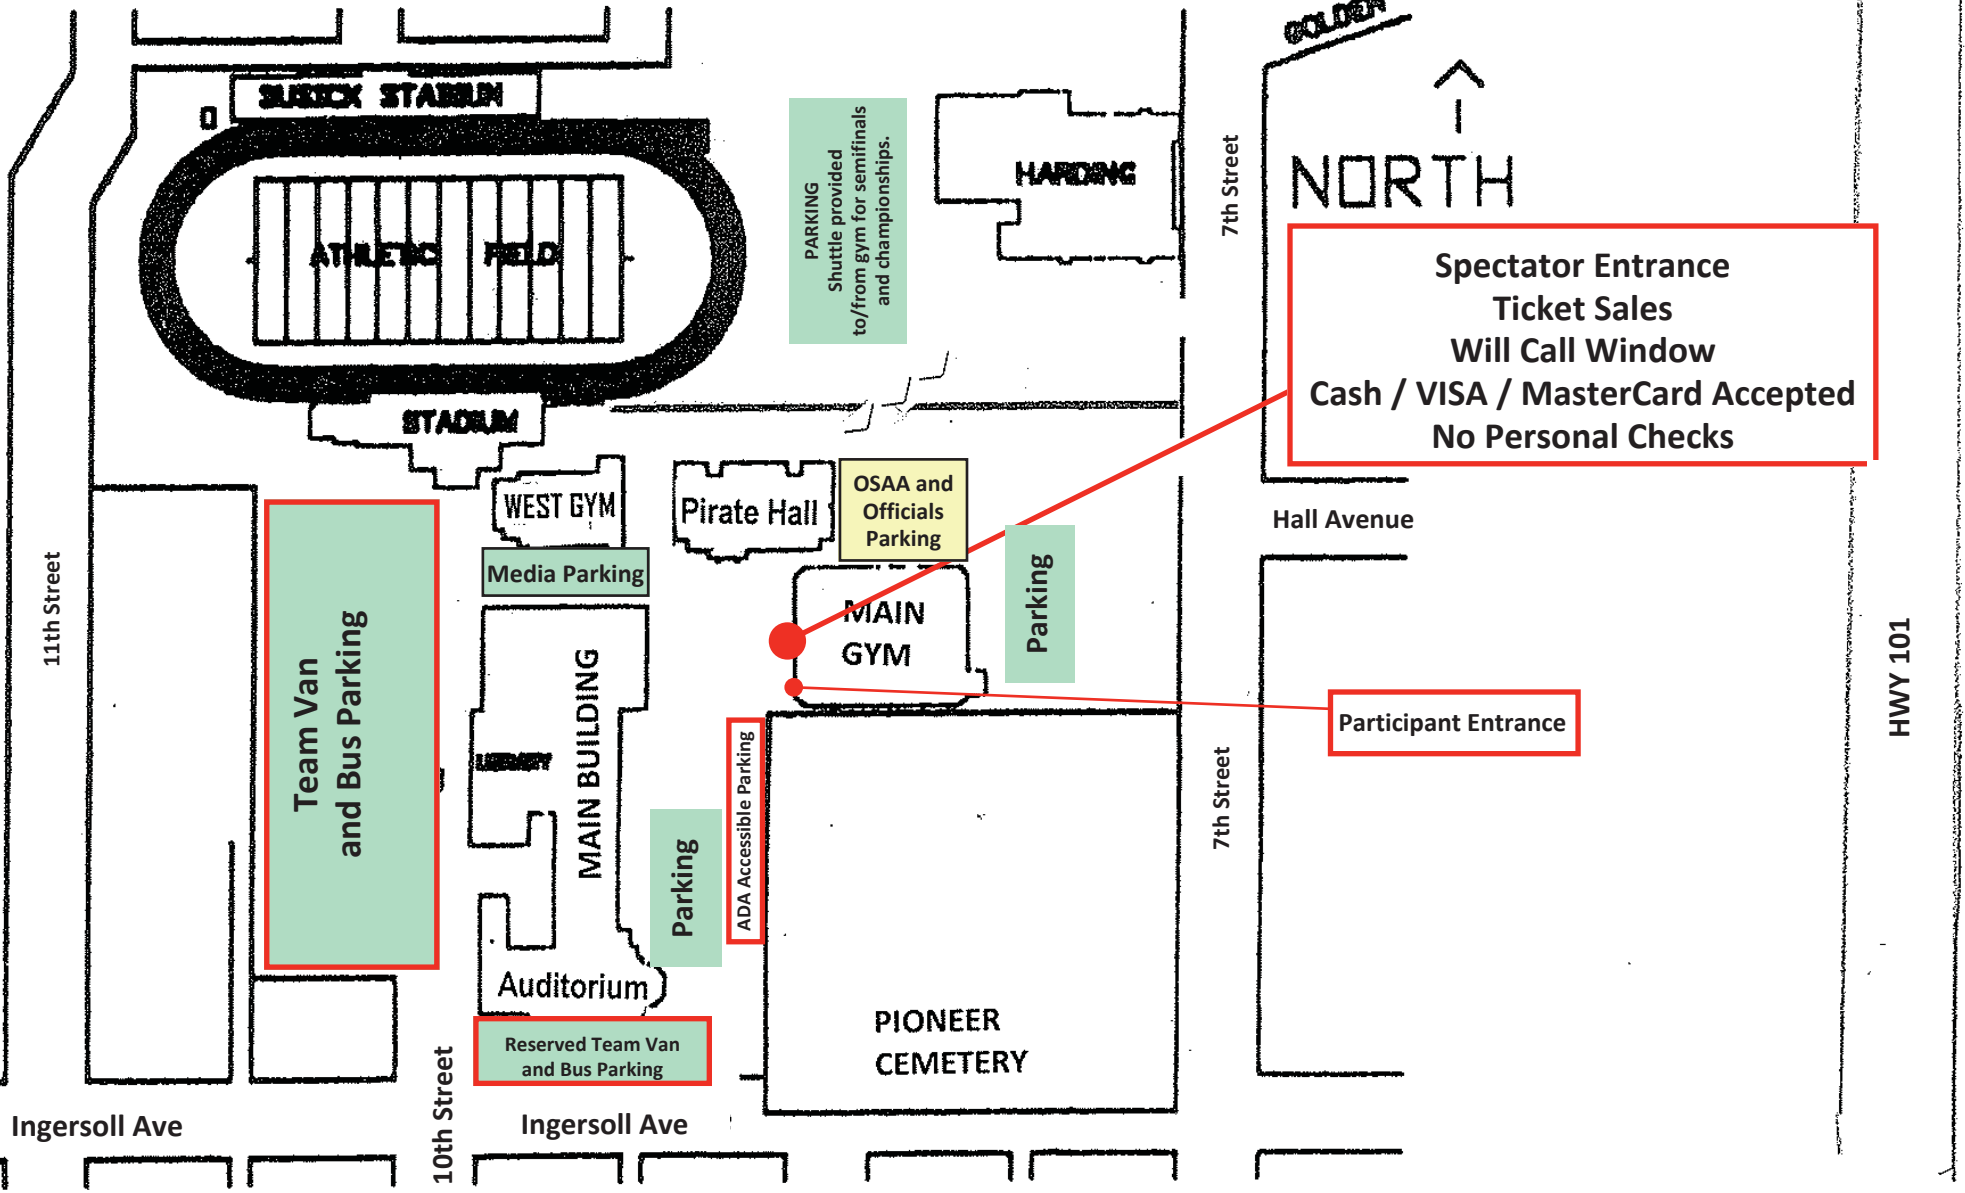 GOLDEN
SUSICK STADIUM
NORTH
HARDING
7th Street
PARKING
Shuttle provided
to/from gym for semifinals
and championships.
ATHLETIC FIELD
Spectator Entrance
Ticket Sales
Will Call Window
Cash / VISA / MasterCard Accepted
No Personal Checks
STADIUM
WEST GYM
Pirate Hall
OSAA and
Officials
Parking
Hall Avenue
Media Parking
Parking
MAIN
GYM
11th Street
Team Van
and Bus Parking
HWY 101
MAIN BUILDING
LIBRARY
Participant Entrance
ADA Accessible Parking
Parking
7th Street
Auditorium
PIONEER
CEMETERY
Reserved Team Van
and Bus Parking
10th Street
Ingersoll Ave
Ingersoll Ave